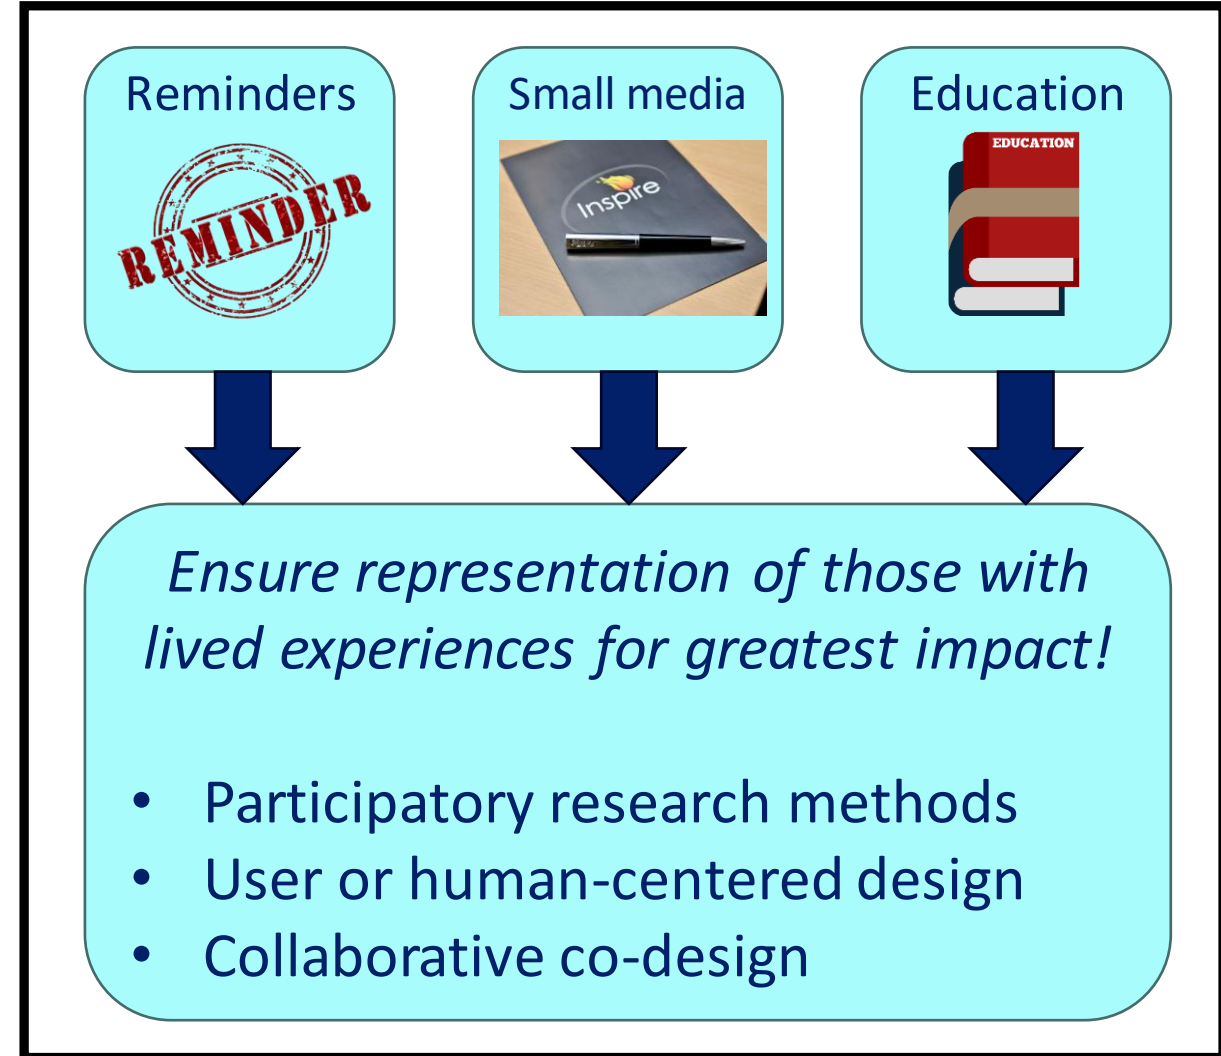 Reminders
REMINDER
Small media
Inspire
Education
EDUCATION
Ensure representation of those with
lived experiences for greatest impact!
• Participatory research methods
• User or human-centered design
• Collaborative co-design